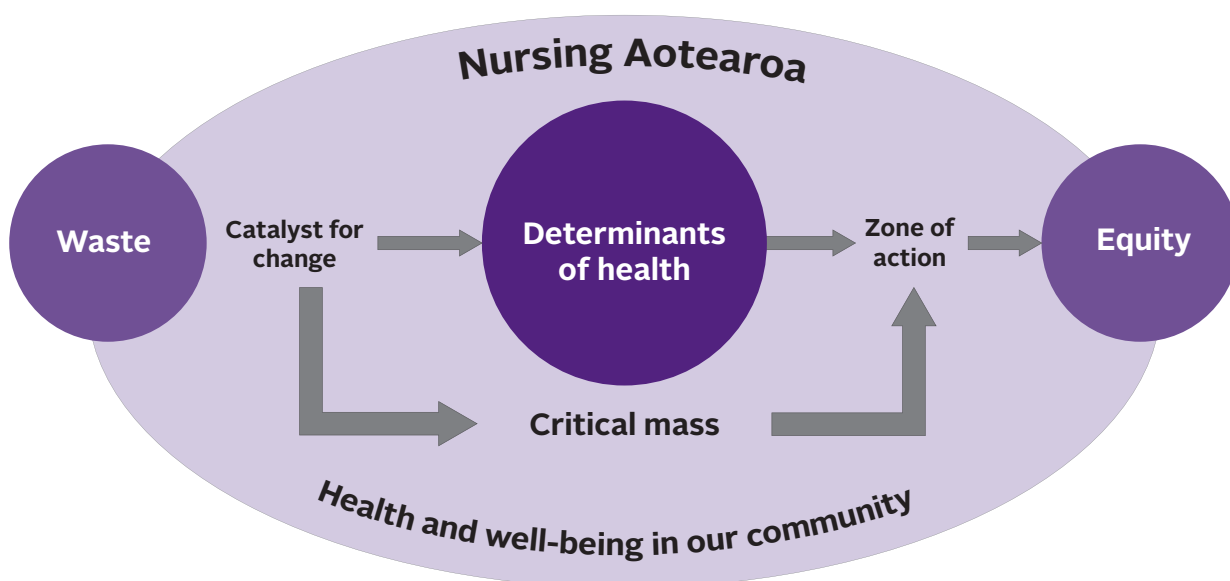 Nursing Aotearoa
Waste
Catalyst for
change
Determinants
of health
Zone of
action
Equity
Critical mass
Health and well-being in our community